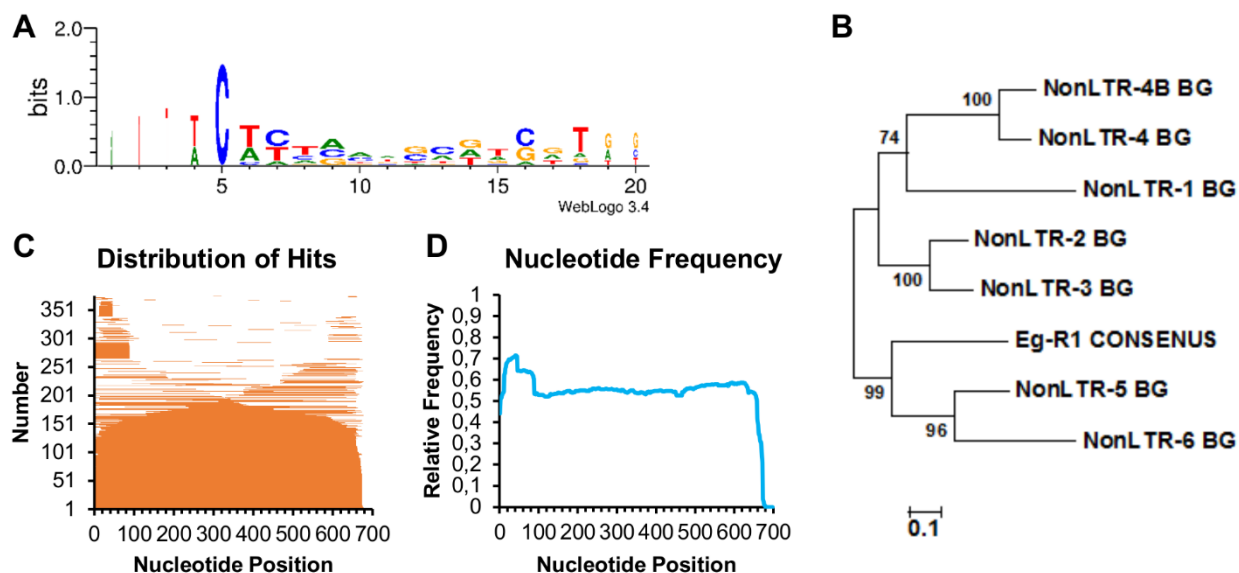 A
2.0
1.0
0.0
bits
5
10
15
20
WebLogo 3.4
B
NonLTR-4B BG
100
NonLTR-4 BG
74
NonLTR-1 BG
NonLTR-2 BG
100
NonLTR-3 BG
Eg-R1 CONSENUS
99
NonLTR-5 BG
96
NonLTR-6 BG
0.1
C
Distribution of Hits
Number
351
301
251
201
151
101
51
1
0 100 200 300 400 500 600 700
Nucleotide Position
D
Nucleotide Frequency
Relative Frequency
1
0,9
0,8
0,7
0,6
0,5
0,4
0,3
0,2
0,1
0
0 100 200 300 400 500 600 700
Nucleotide Position